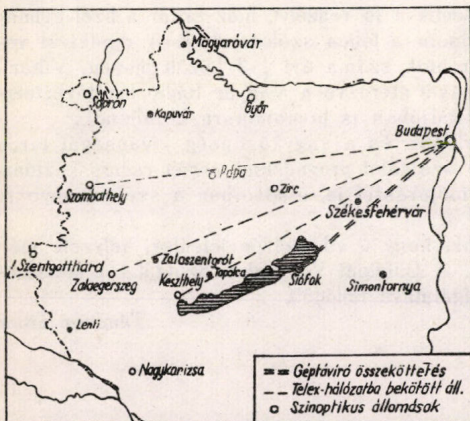 Magyaróvár
Sopron
Kapuvár
Győr
Budapest
Pápa
Szombathely
Zirc
Székesfehérvár
Szentgotthárd
Zalaszentgrót
Tapolca
Zalaegerszeg
Keszthely
Siófok
Simontornya
Lenti
Nagykanizsa
Géptávíró összeköttetés
Telex-hálózatba bekötött áll.
Szinoptikus állomások